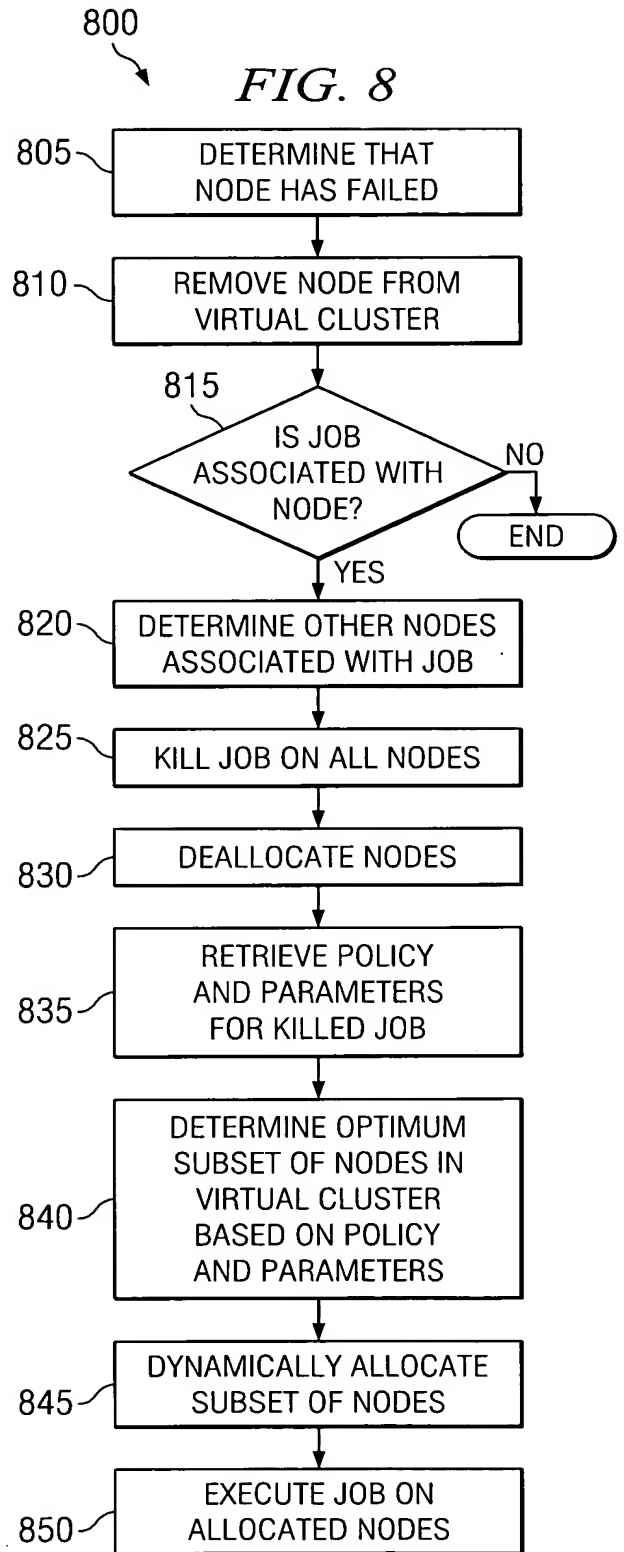 800
FIG. 8
805
DETERMINE THAT
NODE HAS FAILED
810
REMOVE NODE FROM
VIRTUAL CLUSTER
815
IS JOB
ASSOCIATED WITH
NODE?
NO
END
YES
820
DETERMINE OTHER NODES
ASSOCIATED WITH JOB
825
KILL JOB ON ALL NODES
830
DEALLOCATE NODES
835
RETRIEVE POLICY
AND PARAMETERS
FOR KILLED JOB
840
DETERMINE OPTIMUM
SUBSET OF NODES IN
VIRTUAL CLUSTER
BASED ON POLICY
AND PARAMETERS
845
DYNAMICALLY ALLOCATE
SUBSET OF NODES
850
EXECUTE JOB ON
ALLOCATED NODES